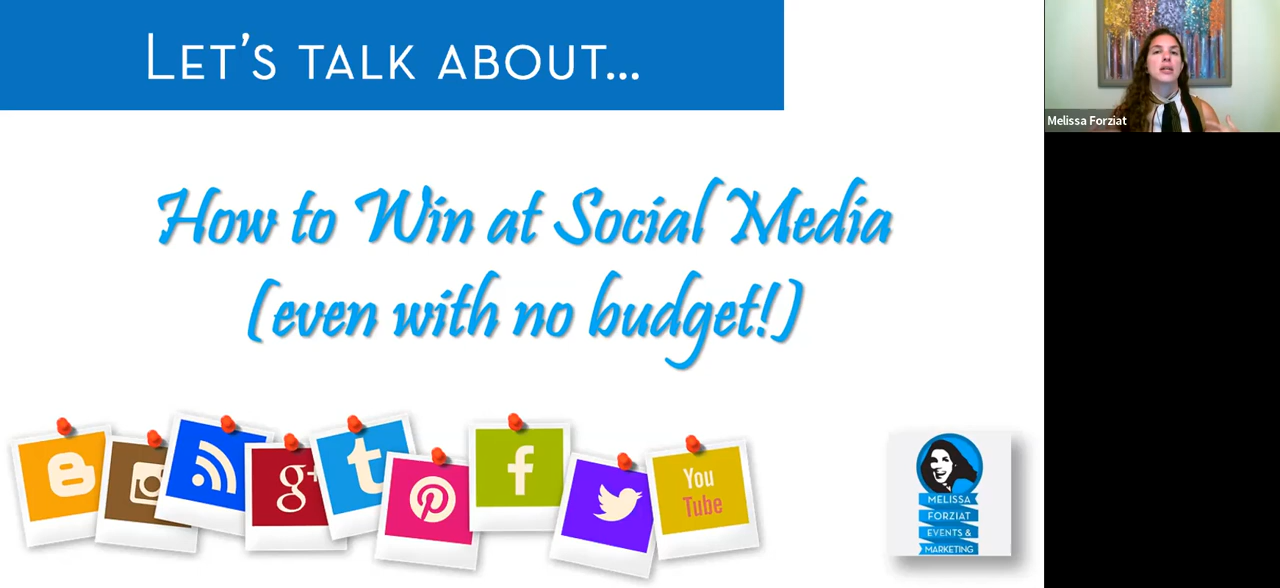 LET'S TALK ABOUT...
How to Win at Social Media
(even with no budget!)
g+
You
Tube
MELISSA
FORZIAT
EVENTS &
MARKETING
Melissa Forziat